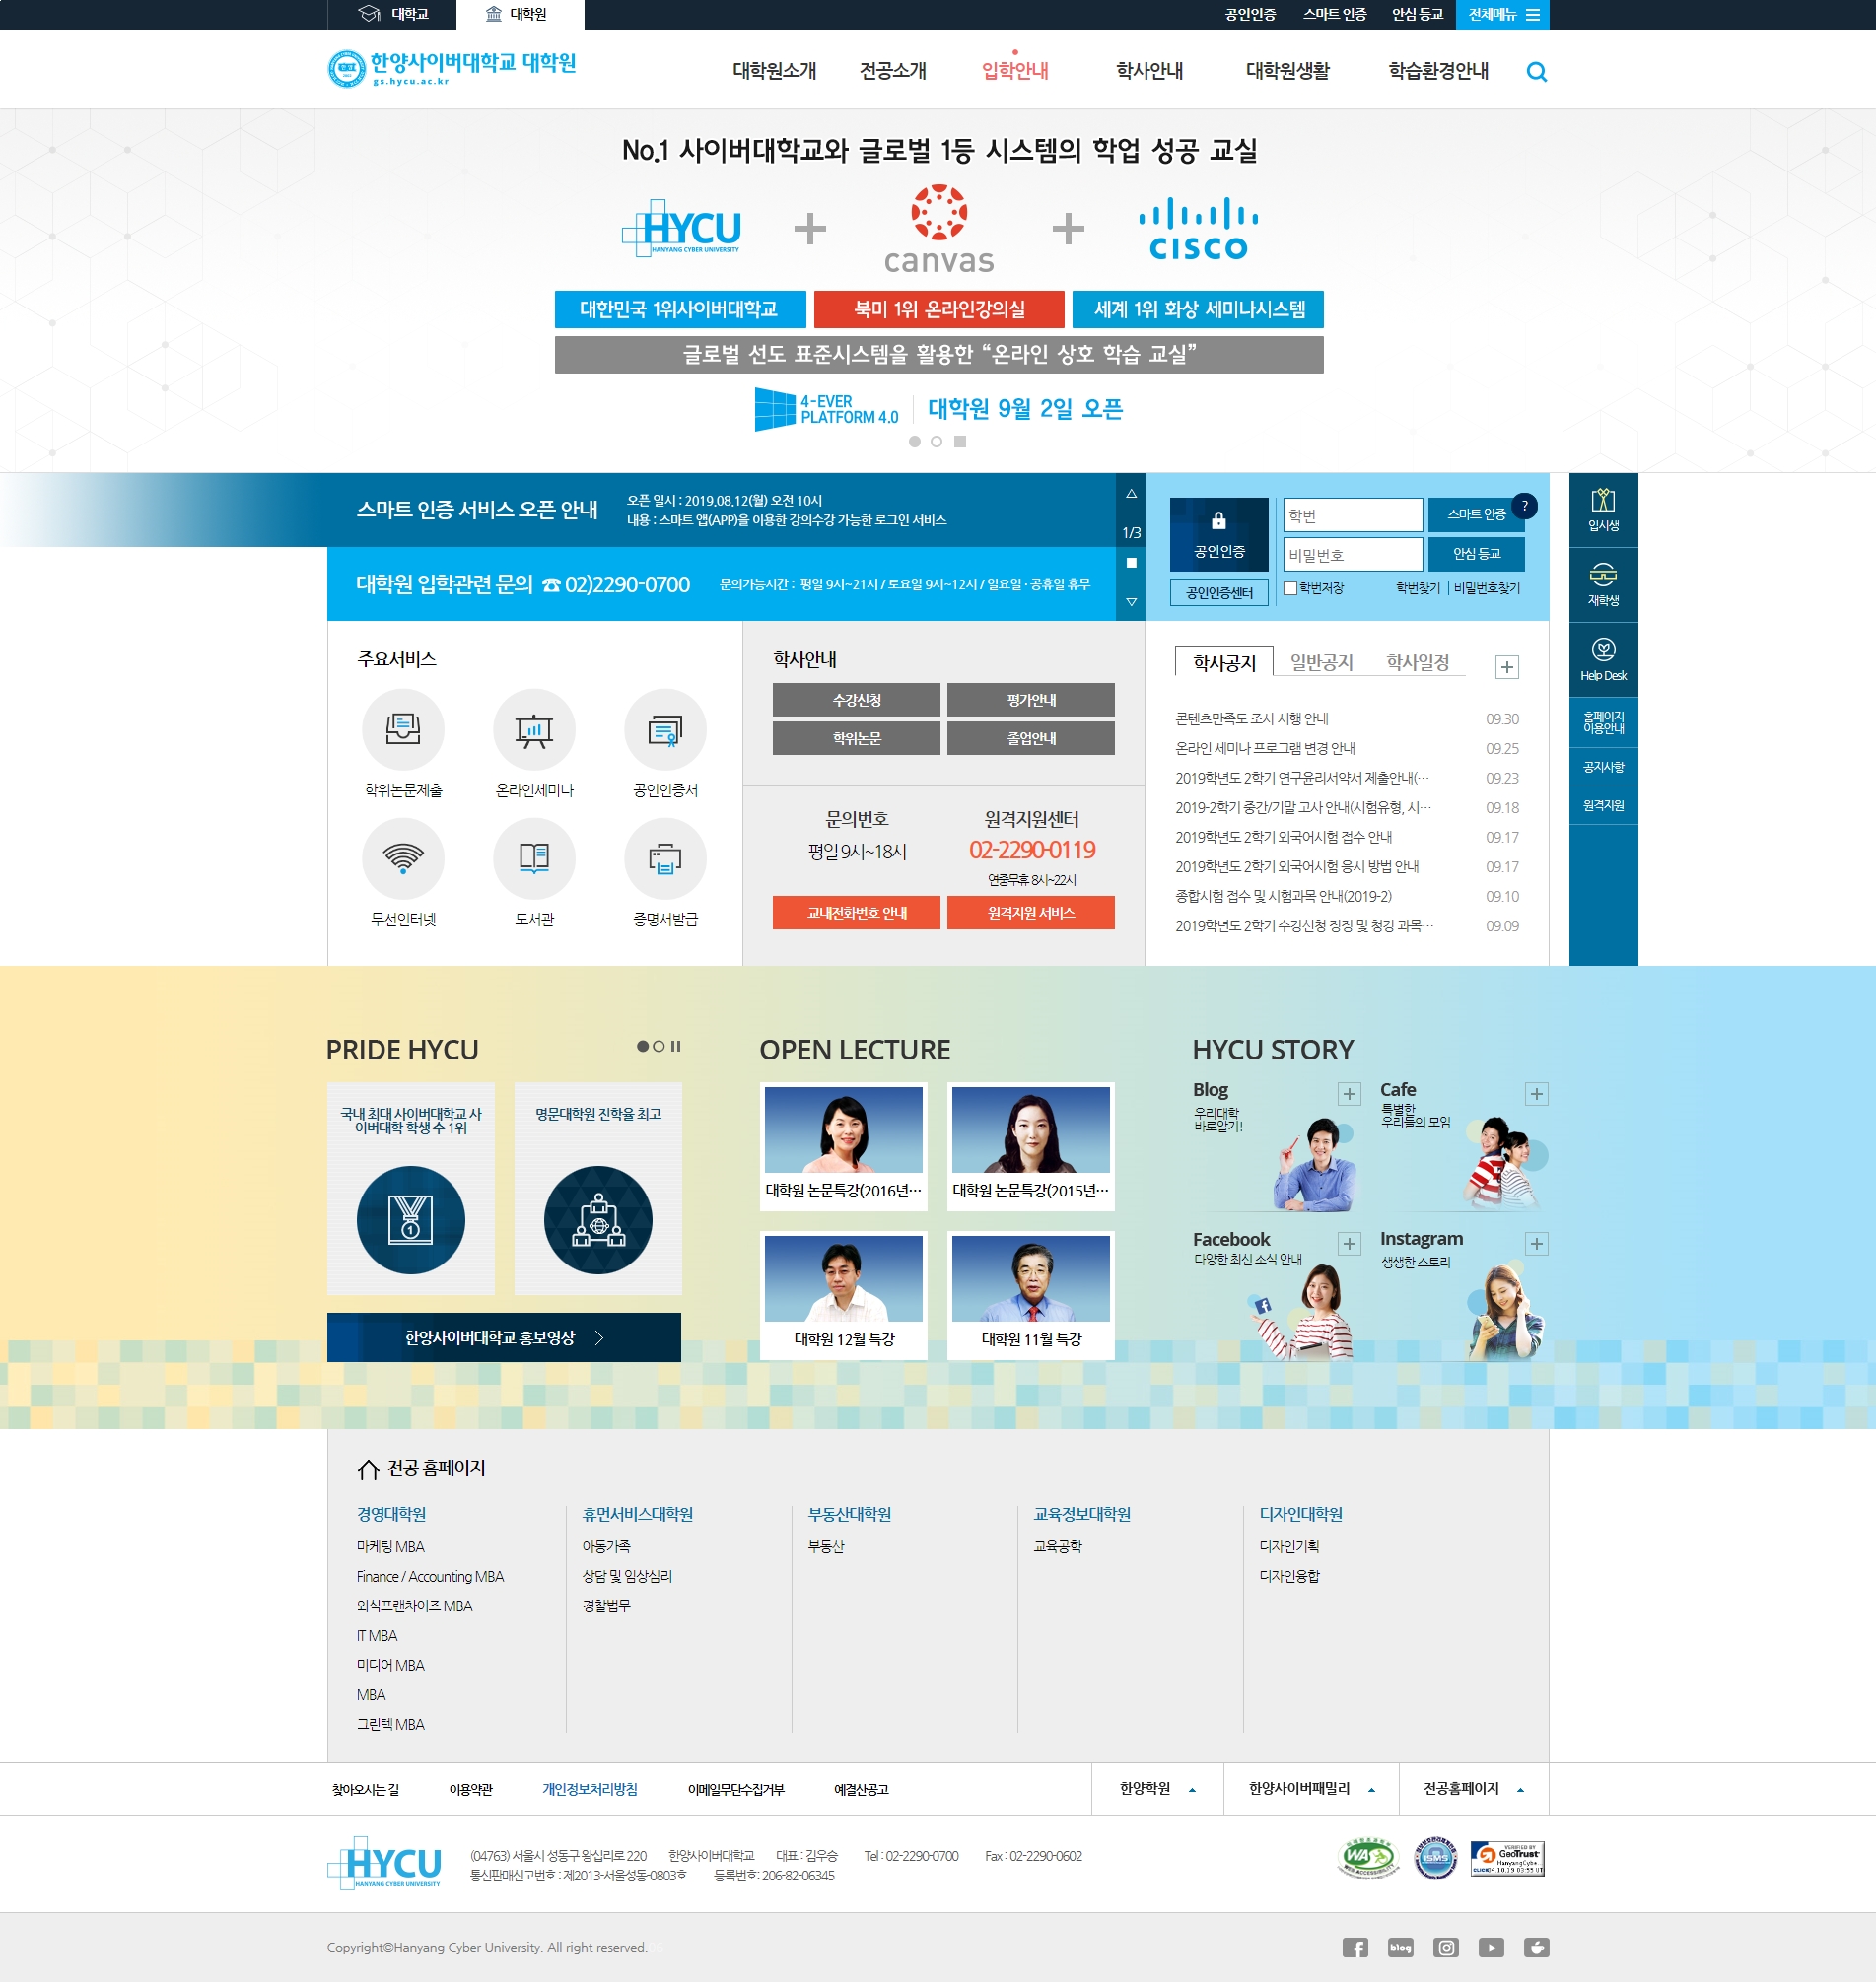 대학교
대학원
공인인증
스마트 인증
안심 등교
전체메뉴
한양사이버대학교 대학원
gs.hycu.ac.kr
대학원소개
전공소개
입학안내
학사안내
대학원생활
학습환경안내
No.1 사이버대학교와 글로벌 1등 시스템의 학업 성공 교실
HYCU
HANYANG CYBER UNIVERSITY
canvas
CISCO
대한민국 1위사이버대학교
북미 1위 온라인강의실
세계 1위 화상 세미나시스템
글로벌 선도 표준시스템을 활용한 “온라인 상호 학습 교실”
4-EVER
PLATFORM 4.0
대학원 9월 2일 오픈
스마트 인증 서비스 오픈 안내
오픈 일시 : 2019.08.12(월) 오전 10시
내용 : 스마트 앱(APP)을 이용한 강의수강 가능한 로그인 서비스
1/3
대학원 입학관련 문의 ☎ 02)2290-0700
문의가능시간 : 평일 9시~21시 / 토요일 9시~12시 / 일요일 · 공휴일 휴무
공인인증
공인인증센터
학번
스마트 인증
?
비밀번호
안심 등교
학번저장
학번찾기
비밀번호찾기
입시생
재학생
Help Desk
홈페이지
이용안내
공지사항
원격지원
주요서비스
학위논문제출
온라인세미나
공인인증서
무선인터넷
도서관
증명서발급
학사안내
수강신청
평가안내
학위논문
졸업안내
문의번호
평일 9시~18시
교내전화번호 안내
원격지원센터
02-2290-0119
연중무휴 8시~22시
원격지원 서비스
학사공지
일반공지
학사일정
콘텐츠만족도 조사 시행 안내 09.30
온라인 세미나 프로그램 변경 안내 09.25
2019학년도 2학기 연구윤리서약서 제출안내(… 09.23
2019-2학기 중간/기말 고사 안내(시험유형, 시… 09.18
2019학년도 2학기 외국어시험 접수 안내 09.17
2019학년도 2학기 외국어시험 응시 방법 안내 09.17
종합시험 접수 및 시험과목 안내(2019-2) 09.10
2019학년도 2학기 수강신청 정정 및 청강 과목… 09.09
PRIDE HYCU
국내 최대 사이버대학교 사
이버대학 학생 수 1위
1
명문대학원 진학율 최고
한양사이버대학교 홍보영상
OPEN LECTURE
대학원 논문특강(2016년…
대학원 논문특강(2015년…
대학원 12월 특강
대학원 11월 특강
HYCU STORY
Blog
우리대학
바로알기!
Cafe
특별한
우리들의 모임
Facebook
다양한 최신 소식 안내
Instagram
생생한 스토리
전공 홈페이지
경영대학원
마케팅 MBA
Finance / Accounting MBA
외식프랜차이즈 MBA
IT MBA
미디어 MBA
MBA
그린텍 MBA
휴먼서비스대학원
아동가족
상담 및 임상심리
경찰법무
부동산대학원
부동산
교육정보대학원
교육공학
디자인대학원
디자인기획
디자인융합
찾아오시는 길
이용약관
개인정보처리방침
이메일무단수집거부
예결산공고
한양학원
한양사이버패밀리
전공홈페이지
HYCU
HANYANG CYBER UNIVERSITY
(04763) 서울시 성동구 왕십리로 220 한양사이버대학교 대표 : 김우승 Tel : 02-2290-0700 Fax : 02-2290-0602
통신판매신고번호 : 제2013-서울성동-0803호 등록번호: 206-82-06345
WA
WEB ACCESSIBILITY
ISMS
VERIFIED BY
GeoTrust
Copyright©Hanyang Cyber University. All right reserved.
blog